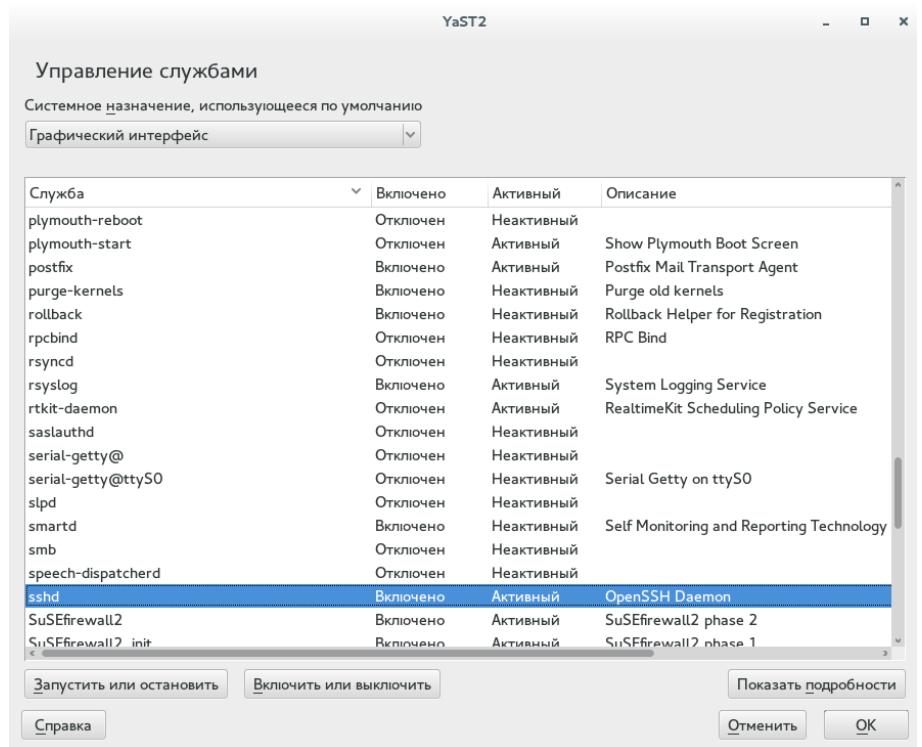 YaST2
Управление службами
Системное назначение, использующееся по умолчанию
Графический интерфейс
Служба Включено Активный Описание
plymouth-reboot Отключен Неактивный
plymouth-start Отключен Активный Show Plymouth Boot Screen
postfix Включено Активный Postfix Mail Transport Agent
purge-kernels Включено Неактивный Purge old kernels
rollback Включено Неактивный Rollback Helper for Registration
rpcbind Отключен Неактивный RPC Bind
rsyncd Отключен Неактивный
rsyslog Включено Активный System Logging Service
rtkit-daemon Отключен Активный RealtimeKit Scheduling Policy Service
saslauthd Отключен Неактивный
serial-getty@ Отключен Неактивный
serial-getty@ttyS0 Отключен Неактивный Serial Getty on ttyS0
slpd Отключен Неактивный
smartd Включено Неактивный Self Monitoring and Reporting Technology
smb Отключен Неактивный
speech-dispatcherd Отключен Неактивный
sshd Включено Активный OpenSSH Daemon
SuSEfirewall2 Включено Активный SuSEfirewall2 phase 2
SuSEfirewall2_init Включено Активный SuSEfirewall2 phase 1
Запустить или остановить Включить или выключить Показать подробности
Справка Отменить OK